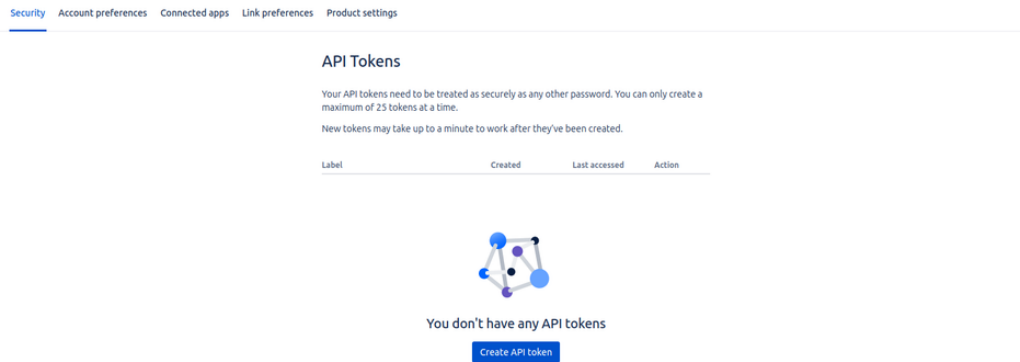 Security Account preferences Connected apps Link preferences Product settings
API Tokens
Your API tokens need to be treated as securely as any other password. You can only create a
maximum of 25 tokens at a time.
New tokens may take up to a minute to work after they've been created.
Label Created Last accessed Action
You don't have any API tokens
Create API token